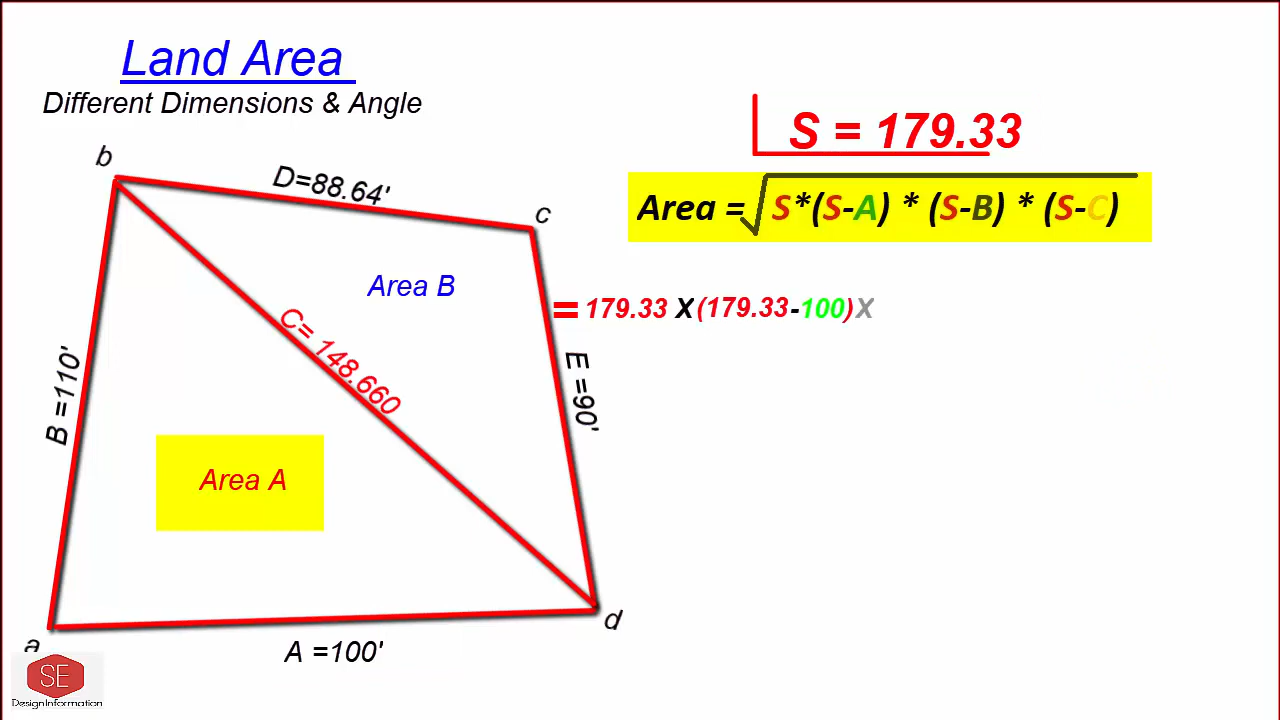 Land Area
Different Dimensions & Angle
b
D=88.64'
c
S = 179.33
Area = √S*(S-A) * (S-B) * (S-C)
Area B
= 179.33 X (179.33-100) X
C= 148.660
E =90'
B =110'
Area A
a
d
A =100'
SE
DesignInformation